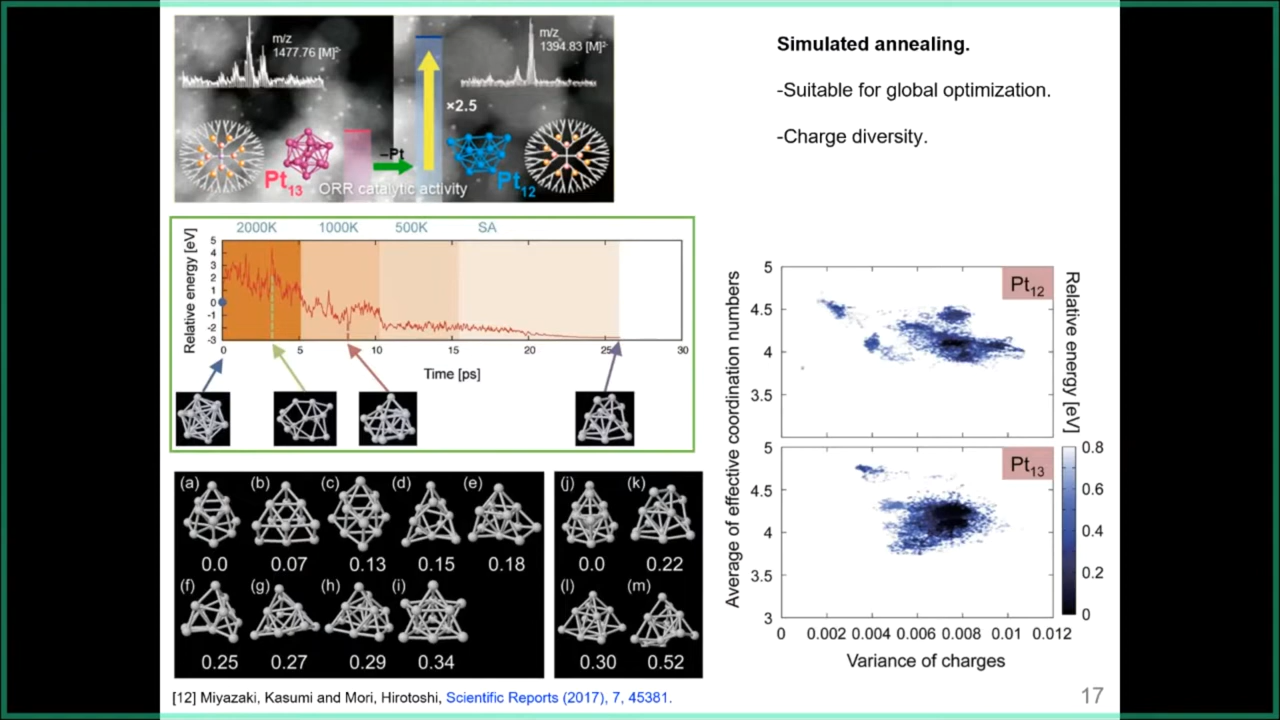 m/z
1477.76 [M]²⁻
m/z
1394.83 [M]²⁻
×2.5
–Pt
Pt₁₃
ORR catalytic activity
Pt₁₂
Simulated annealing.
-Suitable for global optimization.
-Charge diversity.
2000K 1000K 500K SA
Relative energy [eV]
5
4
3
2
1
0
-1
-2
-3
0 5 10 15 20 25 30
Time [ps]
(a) (b) (c) (d) (e)
0.0 0.07 0.13 0.15 0.18
(f) (g) (h) (i)
0.25 0.27 0.29 0.34
(j) (k)
0.0 0.22
(l) (m)
0.30 0.52
Average of effective coordination numbers
5
4.5
4
3.5
Pt₁₂
Relative energy [eV]
5
4.5
4
3.5
3
Pt₁₃
0.8
0.6
0.4
0.2
0
0 0.002 0.004 0.006 0.008 0.01 0.012
Variance of charges
[12] Miyazaki, Kasumi and Mori, Hirotoshi, Scientific Reports (2017), 7, 45381.
17